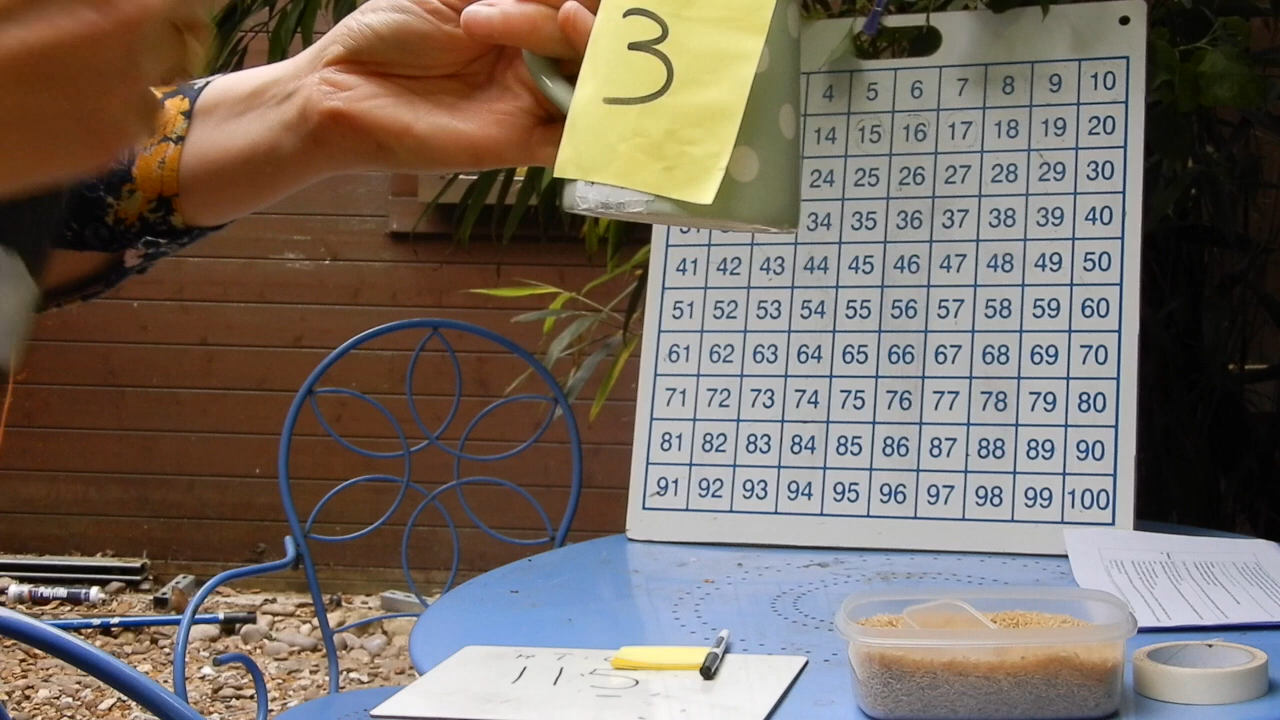 3
4 5 6 7 8 9 10
14 15 16 17 18 19 20
24 25 26 27 28 29 30
34 35 36 37 38 39 40
41 42 43 44 45 46 47 48 49 50
51 52 53 54 55 56 57 58 59 60
61 62 63 64 65 66 67 68 69 70
71 72 73 74 75 76 77 78 79 80
81 82 83 84 85 86 87 88 89 90
91 92 93 94 95 96 97 98 99 100
115